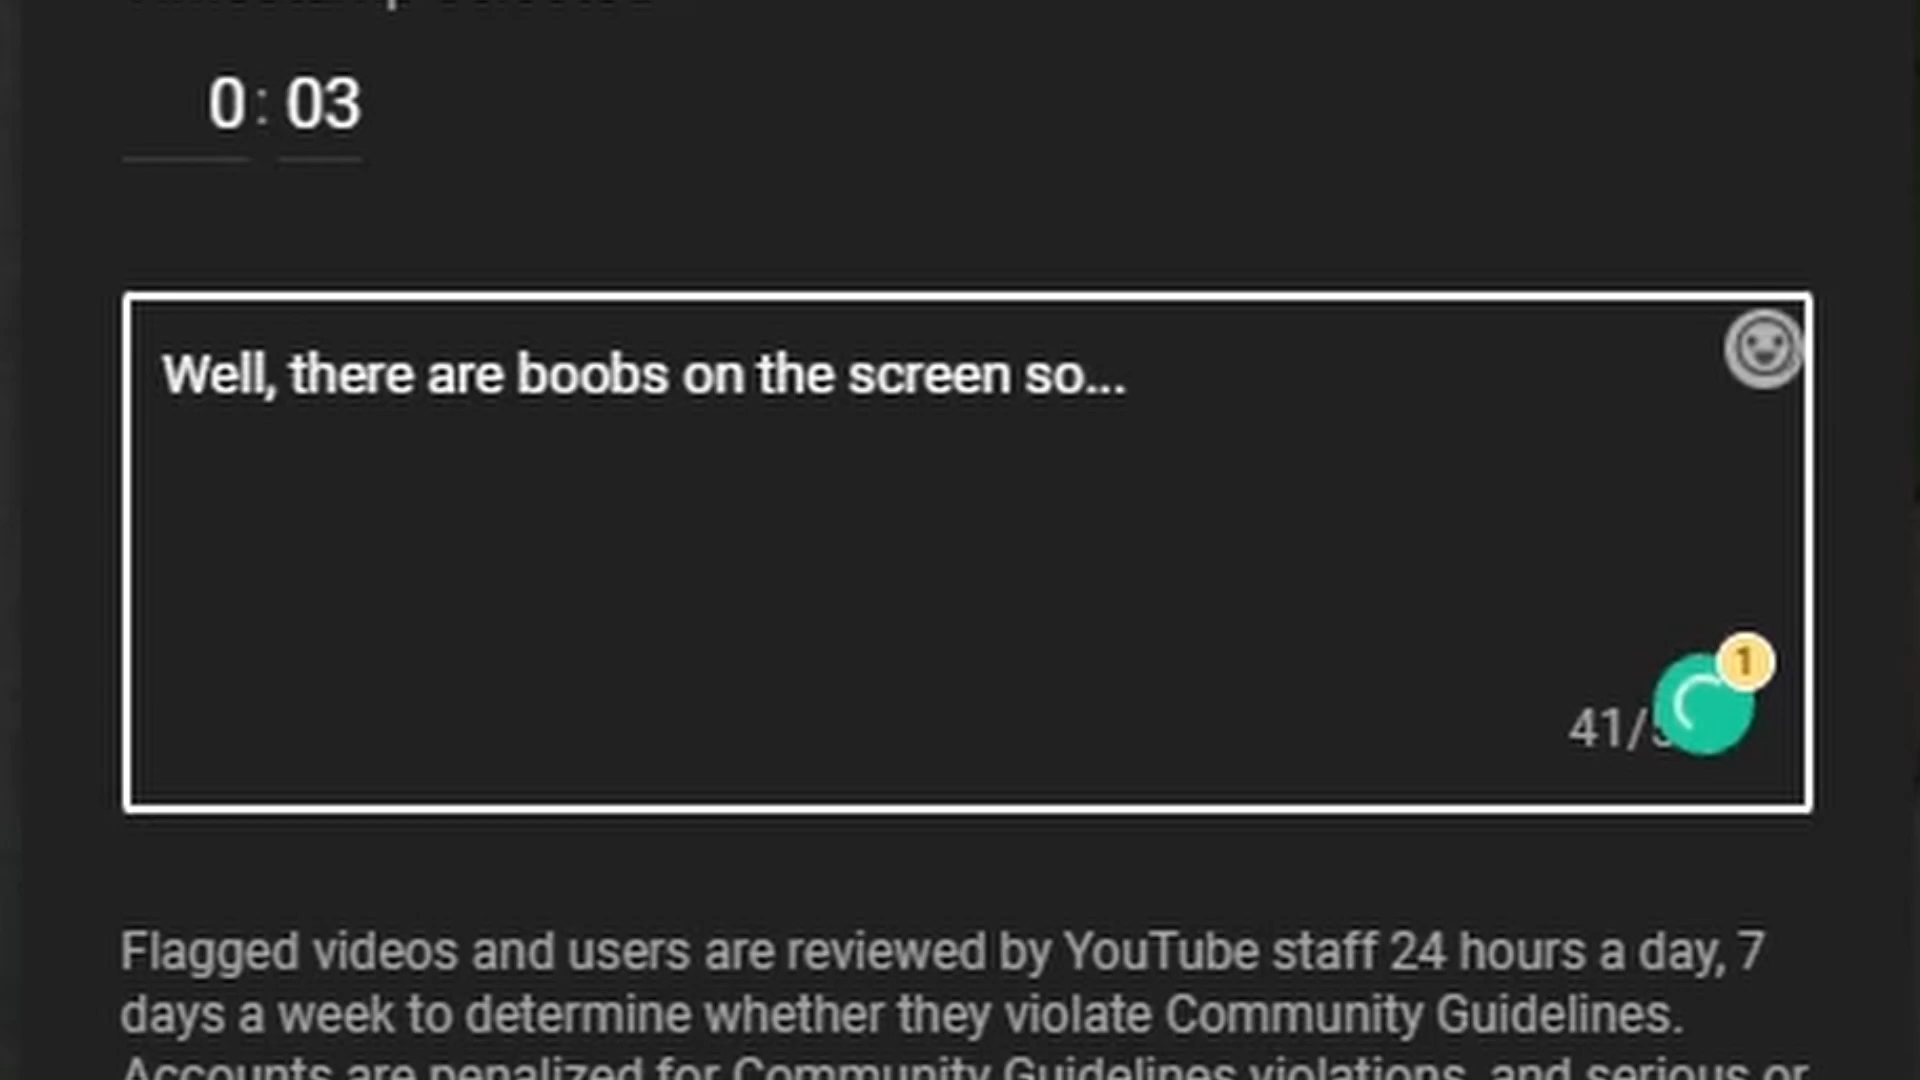 0 : 03
Well, there are boobs on the screen so...
1
41/
Flagged videos and users are reviewed by YouTube staff 24 hours a day, 7
days a week to determine whether they violate Community Guidelines.
Accounts are penalized for Community Guidelines violations, and serious or